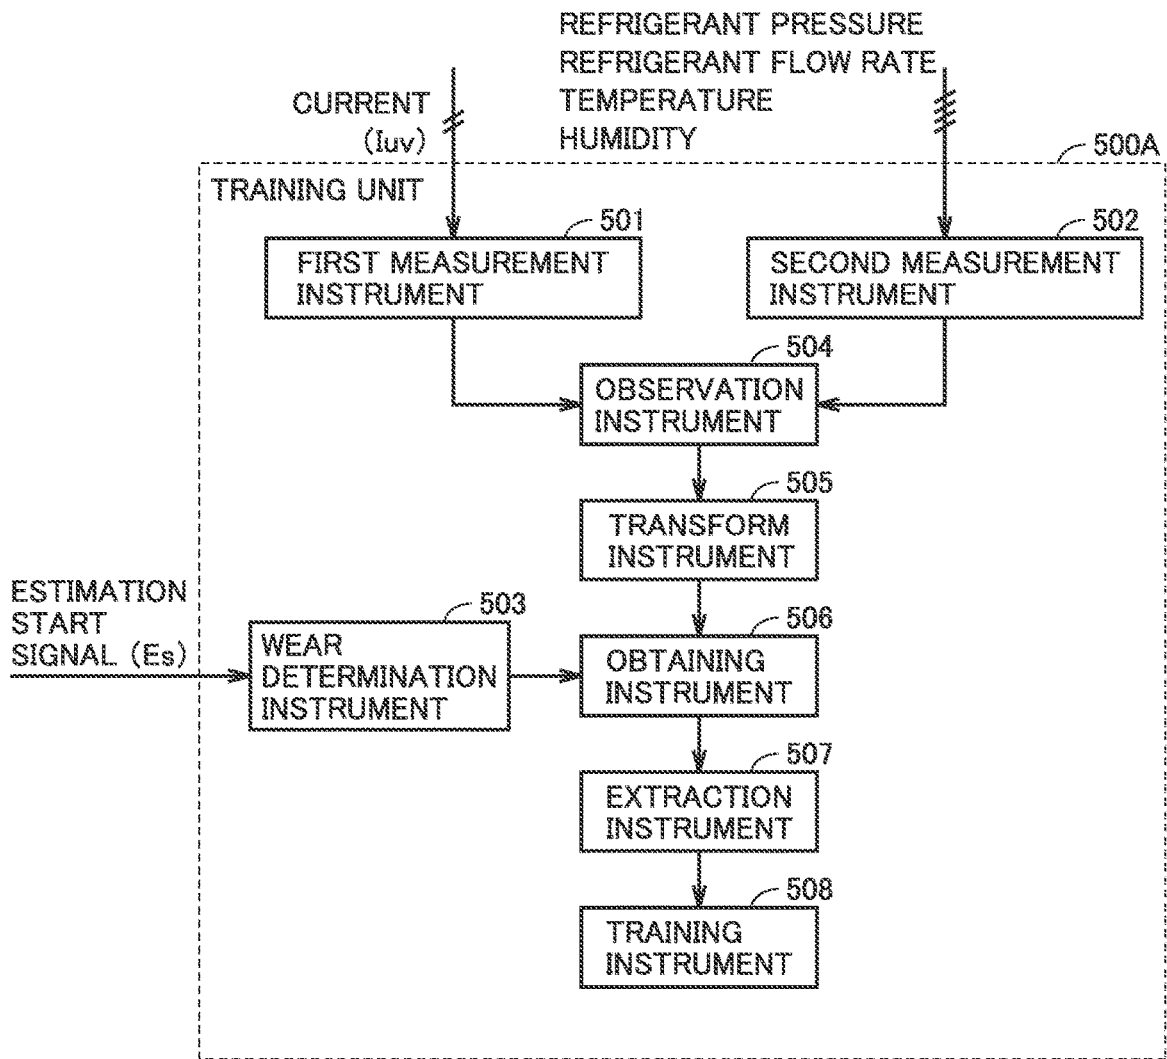 REFRIGERANT PRESSURE
REFRIGERANT FLOW RATE
TEMPERATURE
HUMIDITY
CURRENT
(Iuv)
500A
TRAINING UNIT
501
FIRST MEASUREMENT
INSTRUMENT
502
SECOND MEASUREMENT
INSTRUMENT
504
OBSERVATION
INSTRUMENT
505
TRANSFORM
INSTRUMENT
ESTIMATION
START
SIGNAL (Es)
503
WEAR
DETERMINATION
INSTRUMENT
506
OBTAINING
INSTRUMENT
507
EXTRACTION
INSTRUMENT
508
TRAINING
INSTRUMENT